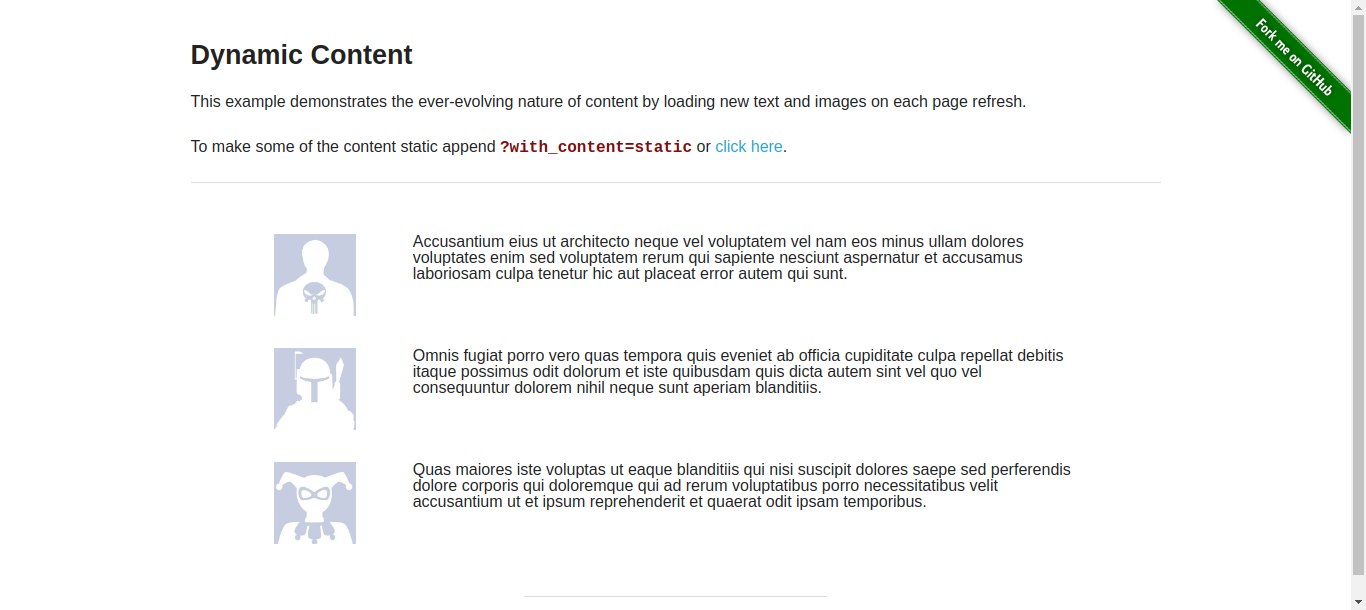 Fork me on GitHub
Dynamic Content
This example demonstrates the ever-evolving nature of content by loading new text and images on each page refresh.
To make some of the content static append ?with_content=static or click here.
Accusantium eius ut architecto neque vel voluptatem vel nam eos minus ullam dolores
voluptates enim sed voluptatem rerum qui sapiente nesciunt aspernatur et accusamus
laboriosam culpa tenetur hic aut placeat error autem qui sunt.
Omnis fugiat porro vero quas tempora quis eveniet ab officia cupiditate culpa repellat debitis
itaque possimus odit dolorum et iste quibusdam quis dicta autem sint vel quo vel
consequuntur dolorem nihil neque sunt aperiam blanditiis.
Quas maiores iste voluptas ut eaque blanditiis qui nisi suscipit dolores saepe sed perferendis
dolore corporis qui doloremque qui ad rerum voluptatibus porro necessitatibus velit
accusantium ut et ipsum reprehenderit et quaerat odit ipsam temporibus.